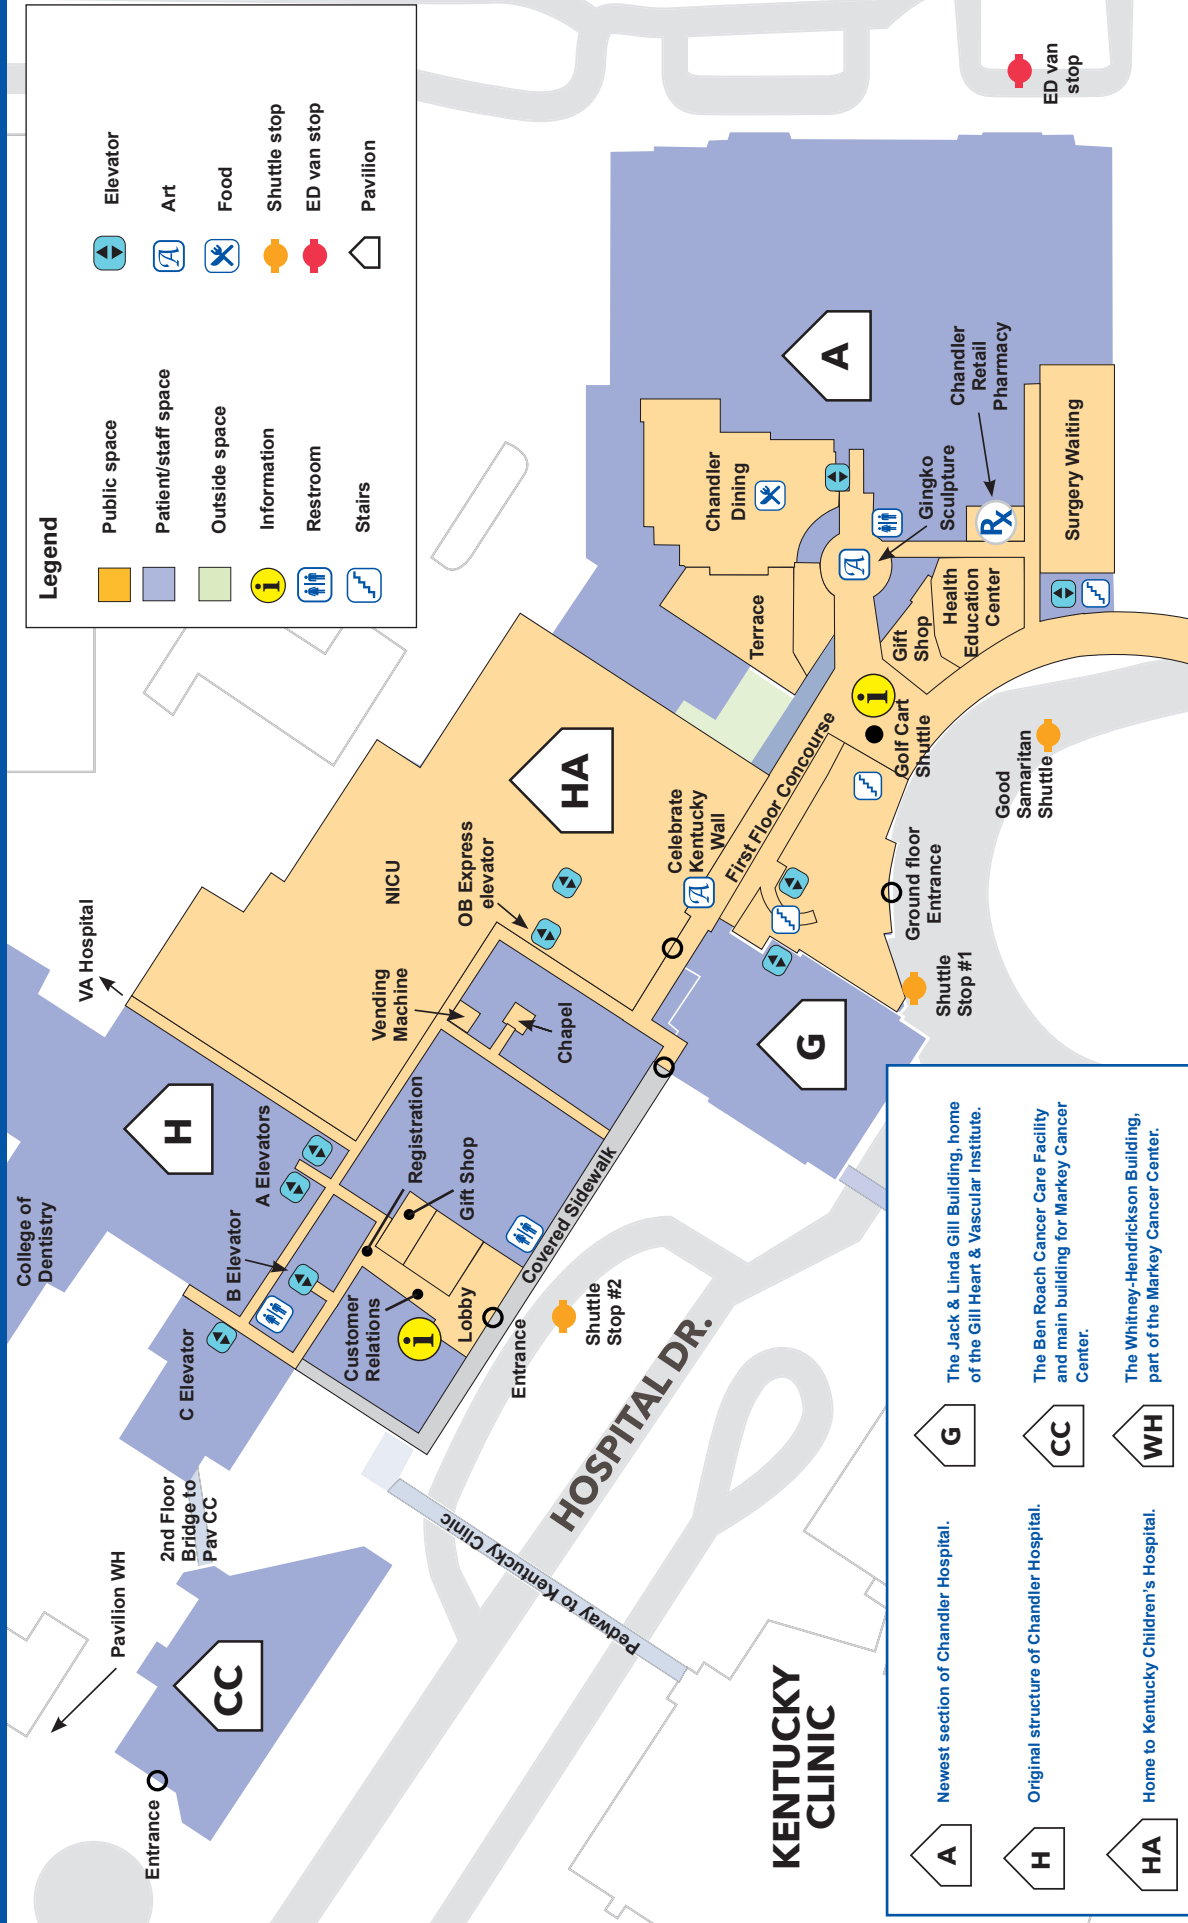 Legend
Public space
Patient/staff space
Outside space
Information
Restroom
Stairs
Elevator
Art
Food
Shuttle stop
ED van stop
Pavilion
College of
Dentistry
VA Hospital
Pavilion WH
Entrance
CC
2nd Floor
Bridge to
Pav CC
C Elevator
B Elevator
A Elevators
H
NICU
Vending
Machine
OB Express
elevator
HA
Registration
Gift Shop
Customer
Relations
i
Lobby
Chapel
Entrance
Covered Sidewalk
Shuttle
Stop #2
HOSPITAL DR.
Pedway to Kentucky Clinic
KENTUCKY
CLINIC
G
Celebrate
Kentucky
Wall
A
First Floor Concourse
Shuttle
Stop #1
Ground floor
Entrance
Golf Cart
Shuttle
i
Good
Samaritan
Shuttle
Terrace
Chandler
Dining
A
Gift
Shop
Health
Education
Center
Gingko
Sculpture
Rx
Chandler
Retail
Pharmacy
Surgery Waiting
A
ED van
stop
A
Newest section of Chandler Hospital.
H
Original structure of Chandler Hospital.
HA
Home to Kentucky Children's Hospital.
G
The Jack & Linda Gill Building, home
of the Gill Heart & Vascular Institute.
CC
The Ben Roach Cancer Care Facility
and main building for Markey Cancer
Center.
WH
The Whitney-Hendrickson Building,
part of the Markey Cancer Center.